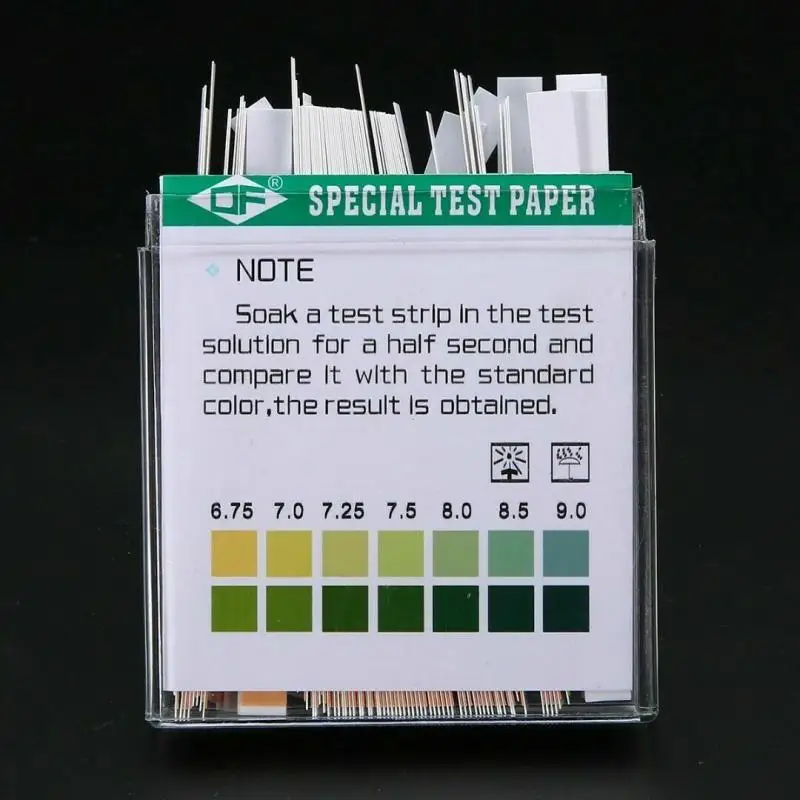 DF® SPECIAL TEST PAPER
NOTE
Soak a test strip in the test
solution for a half second and
compare it with the standard
color,the result is obtained.
6.75 7.0 7.25 7.5 8.0 8.5 9.0